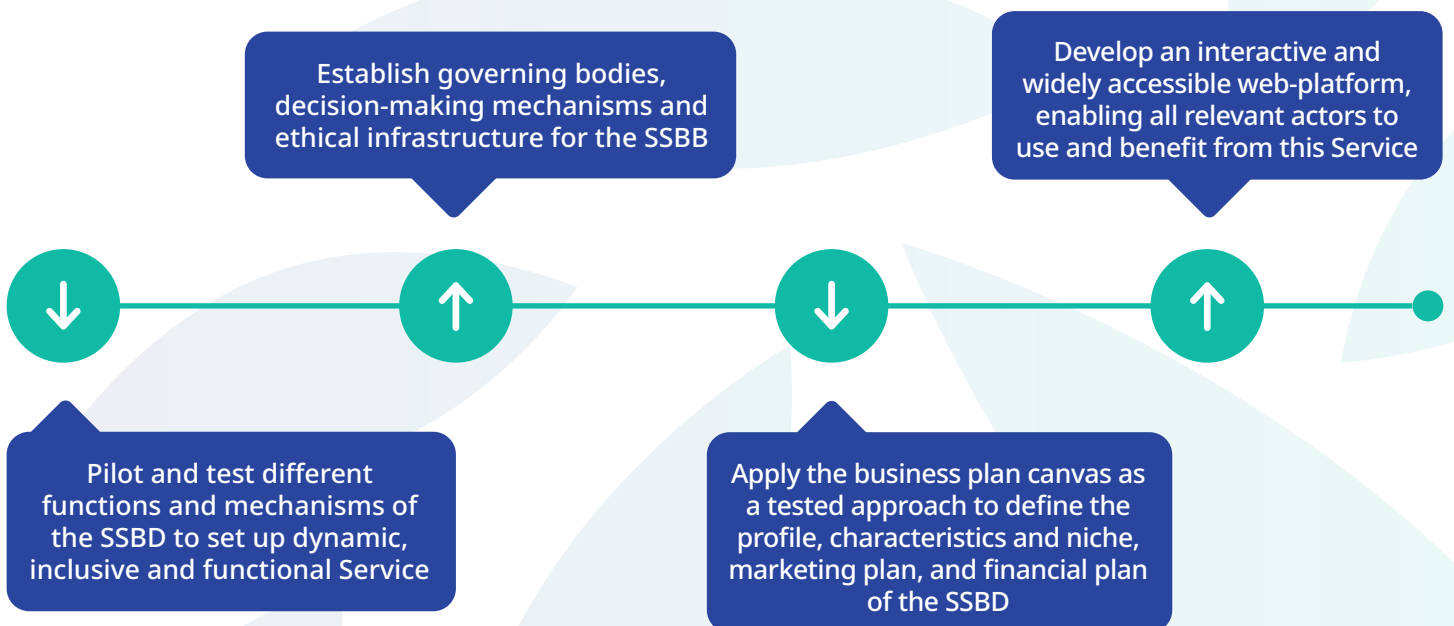 Establish governing bodies,
decision-making mechanisms and
ethical infrastructure for the SSBB
Develop an interactive and
widely accessible web-platform,
enabling all relevant actors to
use and benefit from this Service
Pilot and test different
functions and mechanisms of
the SSBD to set up dynamic,
inclusive and functional Service
Apply the business plan canvas as
a tested approach to define the
profile, characteristics and niche,
marketing plan, and financial plan
of the SSBD